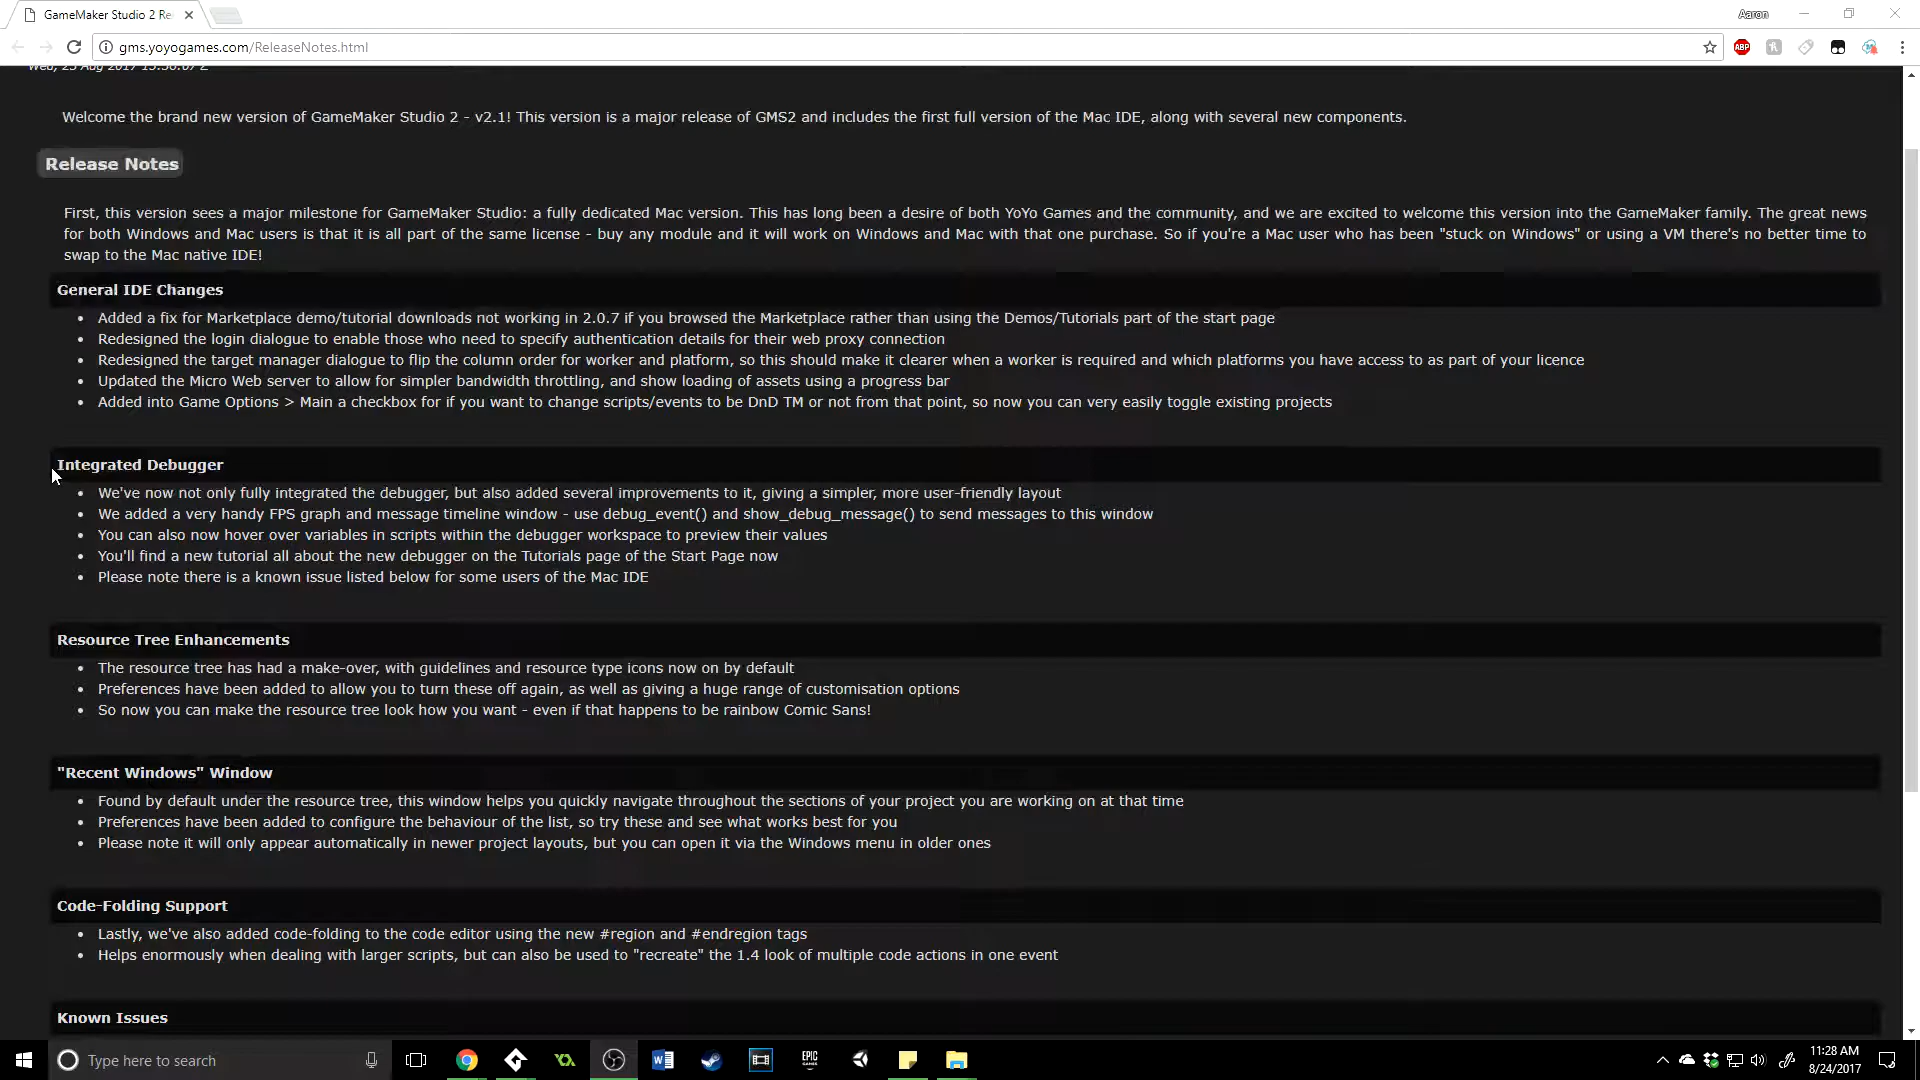 GameMaker Studio 2 Re
Aaron
gms.yoyogames.com/ReleaseNotes.html
ABP
Wed, 23 Aug 2017 13:38:07 Z
Welcome the brand new version of GameMaker Studio 2 - v2.1! This version is a major release of GMS2 and includes the first full version of the Mac IDE, along with several new components.
Release Notes
First, this version sees a major milestone for GameMaker Studio: a fully dedicated Mac version. This has long been a desire of both YoYo Games and the community, and we are excited to welcome this version into the GameMaker family. The great news
for both Windows and Mac users is that it is all part of the same license - buy any module and it will work on Windows and Mac with that one purchase. So if you're a Mac user who has been "stuck on Windows" or using a VM there's no better time to
swap to the Mac native IDE!
General IDE Changes
• Added a fix for Marketplace demo/tutorial downloads not working in 2.0.7 if you browsed the Marketplace rather than using the Demos/Tutorials part of the start page
• Redesigned the login dialogue to enable those who need to specify authentication details for their web proxy connection
• Redesigned the target manager dialogue to flip the column order for worker and platform, so this should make it clearer when a worker is required and which platforms you have access to as part of your licence
• Updated the Micro Web server to allow for simpler bandwidth throttling, and show loading of assets using a progress bar
• Added into Game Options > Main a checkbox for if you want to change scripts/events to be DnD TM or not from that point, so now you can very easily toggle existing projects
Integrated Debugger
• We've now not only fully integrated the debugger, but also added several improvements to it, giving a simpler, more user-friendly layout
• We added a very handy FPS graph and message timeline window - use debug_event() and show_debug_message() to send messages to this window
• You can also now hover over variables in scripts within the debugger workspace to preview their values
• You'll find a new tutorial all about the new debugger on the Tutorials page of the Start Page now
• Please note there is a known issue listed below for some users of the Mac IDE
Resource Tree Enhancements
• The resource tree has had a make-over, with guidelines and resource type icons now on by default
• Preferences have been added to allow you to turn these off again, as well as giving a huge range of customisation options
• So now you can make the resource tree look how you want - even if that happens to be rainbow Comic Sans!
"Recent Windows" Window
• Found by default under the resource tree, this window helps you quickly navigate throughout the sections of your project you are working on at that time
• Preferences have been added to configure the behaviour of the list, so try these and see what works best for you
• Please note it will only appear automatically in newer project layouts, but you can open it via the Windows menu in older ones
Code-Folding Support
• Lastly, we've also added code-folding to the code editor using the new #region and #endregion tags
• Helps enormously when dealing with larger scripts, but can also be used to "recreate" the 1.4 look of multiple code actions in one event
Known Issues
Type here to search
EPIC
GAMES
11:28 AM
8/24/2017